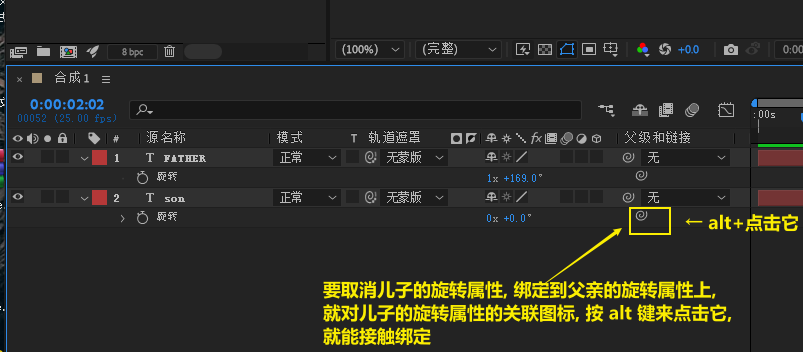 8 bpc
(100%)
(完整)
+0.0
0:00
× 合成1 ≡
0:00:02:02
00052 (25.00 fps)
:00s
# 源名称 模式 T 轨道遮罩 fx 父级和链接
1 T FATHER 正常 无蒙版 无
旋转 1x +169.0°
2 T son 正常 无蒙版 无
旋转 0x +0.0°
← alt+点击它
要取消儿子的旋转属性, 绑定到父亲的旋转属性上,
就对儿子的旋转属性的关联图标, 按 alt 键来点击它,
就能接触绑定